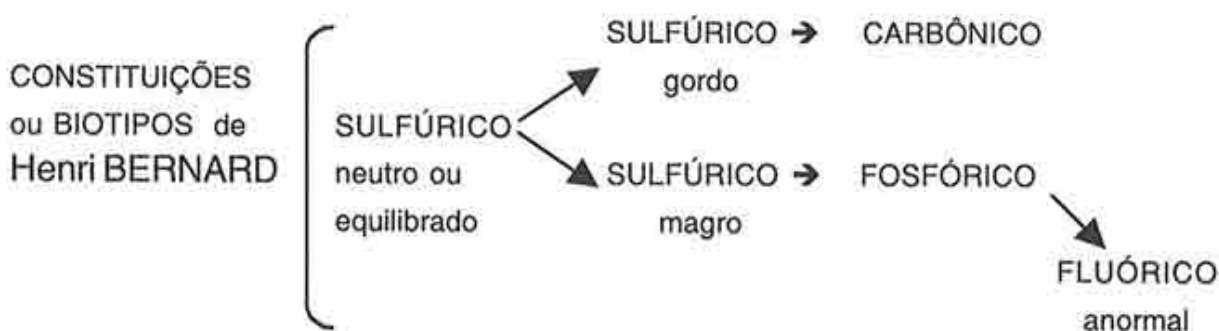 CONSTITUIÇÕES
ou BIOTIPOS de
Henri BERNARD
SULFÚRICO
neutro ou
equilibrado
SULFÚRICO → CARBÔNICO
gordo
SULFÚRICO → FOSFÓRICO
magro
FLUÓRICO
anormal